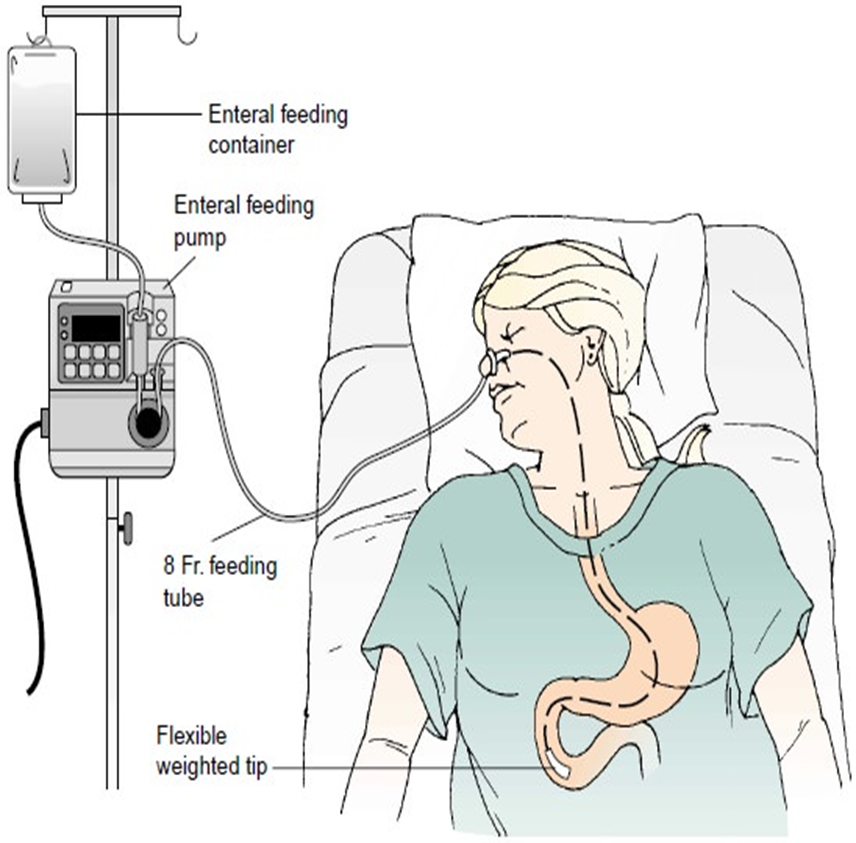 Enteral feeding
container
Enteral feeding
pump
8 Fr. feeding
tube
Flexible
weighted tip